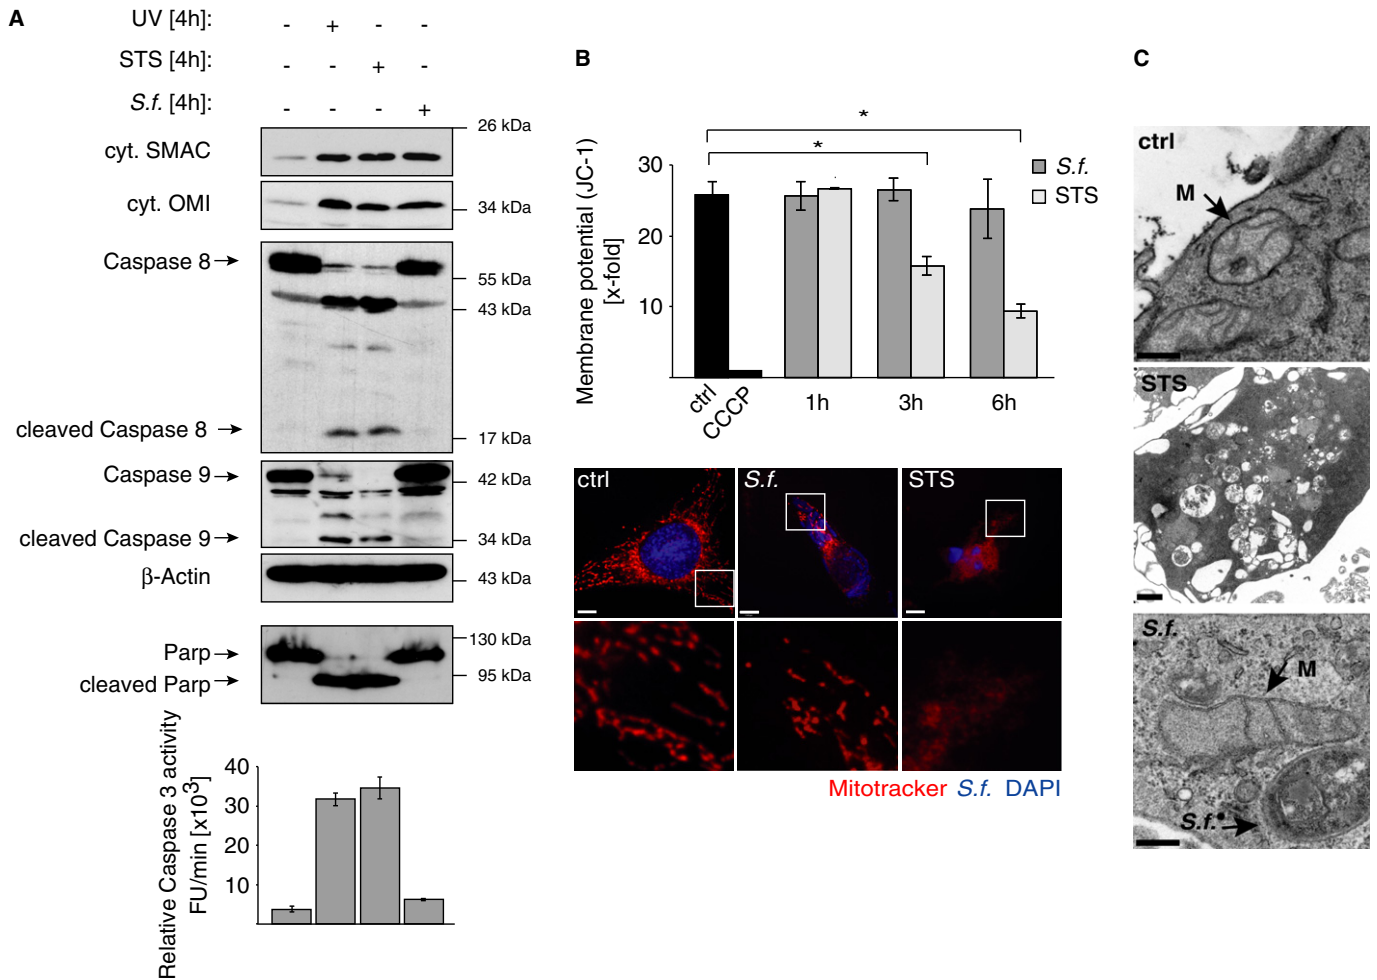 A
UV [4h]: - + - -
STS [4h]: - - + -
S.f. [4h]: - - - +
26 kDa
cyt. SMAC
cyt. OMI
34 kDa
Caspase 8
55 kDa
43 kDa
cleaved Caspase 8
17 kDa
Caspase 9
42 kDa
cleaved Caspase 9
34 kDa
β-Actin
43 kDa
130 kDa
Parp
95 kDa
cleaved Parp
Relative Caspase 3 activity
FU/min [x10³]
40
30
20
10
B
*
*
Membrane potential (JC-1)
[x-fold]
30
20
10
S.f.
STS
ctrl
CCCP
1h
3h
6h
ctrl
S.f.
STS
Mitotracker S.f. DAPI
C
ctrl
M
STS
S.f.
M
S.f.